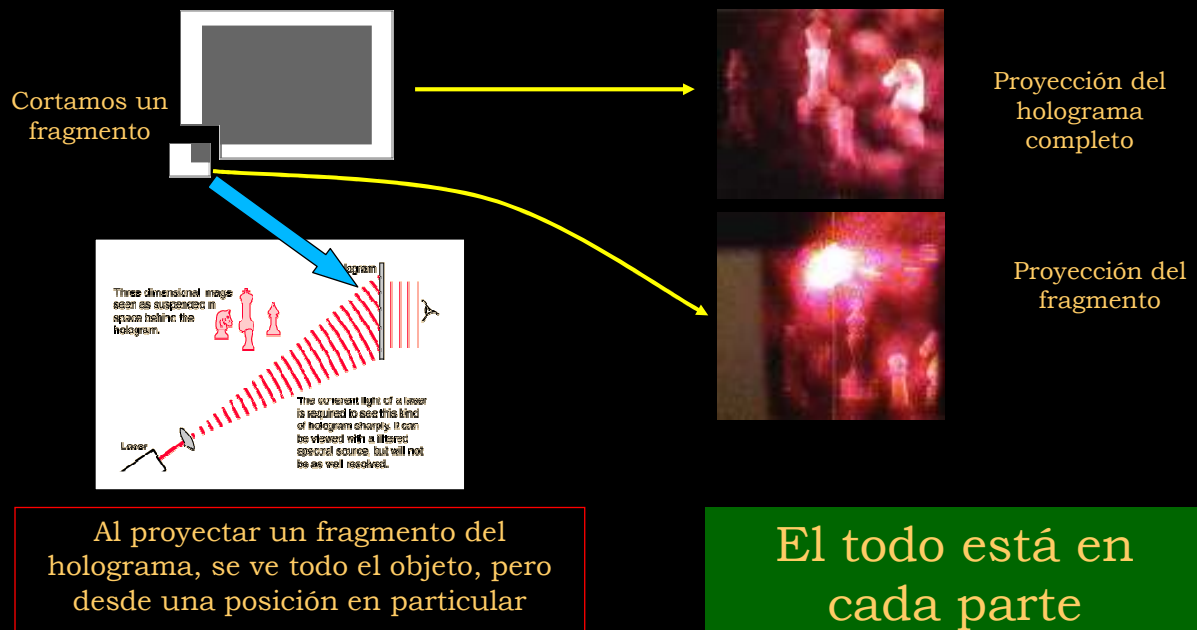 Cortamos un
fragmento
Proyección del
holograma
completo
Proyección del
fragmento
ologram
Three dimensional image
seen as suspended in
space behind the
hologram.
The coherent light of a laser
is required to see this kind
of hologram sharply. It can
be viewed with a filtered
spectral source, but will not
be as well resolved.
Laser
Al proyectar un fragmento del
holograma, se ve todo el objeto, pero
desde una posición en particular
El todo está en
cada parte